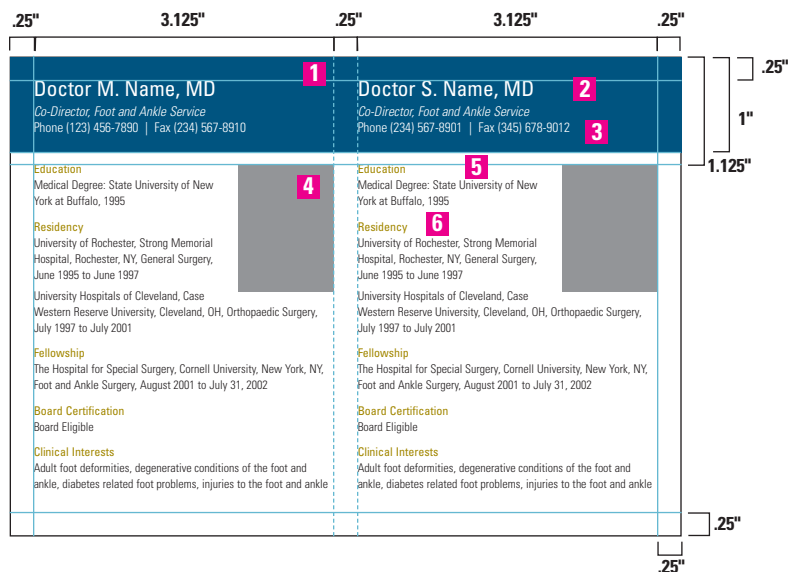 .25" 3.125" .25" 3.125" .25"
.25"
1"
1.125"
1
Doctor M. Name, MD
Co-Director, Foot and Ankle Service
Phone (123) 456-7890 | Fax (234) 567-8910
4
Education
Medical Degree: State University of New
York at Buffalo, 1995
Residency
University of Rochester, Strong Memorial
Hospital, Rochester, NY, General Surgery,
June 1995 to June 1997
University Hospitals of Cleveland, Case
Western Reserve University, Cleveland, OH, Orthopaedic Surgery,
July 1997 to July 2001
Fellowship
The Hospital for Special Surgery, Cornell University, New York, NY,
Foot and Ankle Surgery, August 2001 to July 31, 2002
Board Certification
Board Eligible
Clinical Interests
Adult foot deformities, degenerative conditions of the foot and
ankle, diabetes related foot problems, injuries to the foot and ankle
Doctor S. Name, MD 2
Co-Director, Foot and Ankle Service
Phone (234) 567-8901 | Fax (345) 678-9012 3
Education 5
Medical Degree: State University of New
York at Buffalo, 1995
Residency 6
University of Rochester, Strong Memorial
Hospital, Rochester, NY, General Surgery,
June 1995 to June 1997
University Hospitals of Cleveland, Case
Western Reserve University, Cleveland, OH, Orthopaedic Surgery,
July 1997 to July 2001
Fellowship
The Hospital for Special Surgery, Cornell University, New York, NY,
Foot and Ankle Surgery, August 2001 to July 31, 2002
Board Certification
Board Eligible
Clinical Interests
Adult foot deformities, degenerative conditions of the foot and
ankle, diabetes related foot problems, injuries to the foot and ankle
.25"
.25"